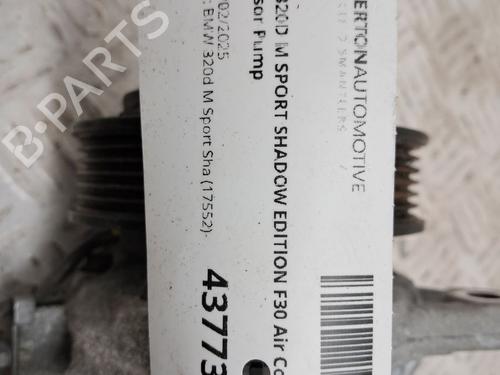 ERTONAUTOMOTIVE
320D M SPORT SHADOW EDITION F30 Air Co
sor Pump
/02/2025
: BMW 320d M Sport Sha (17552)-
43773
B-PARTS